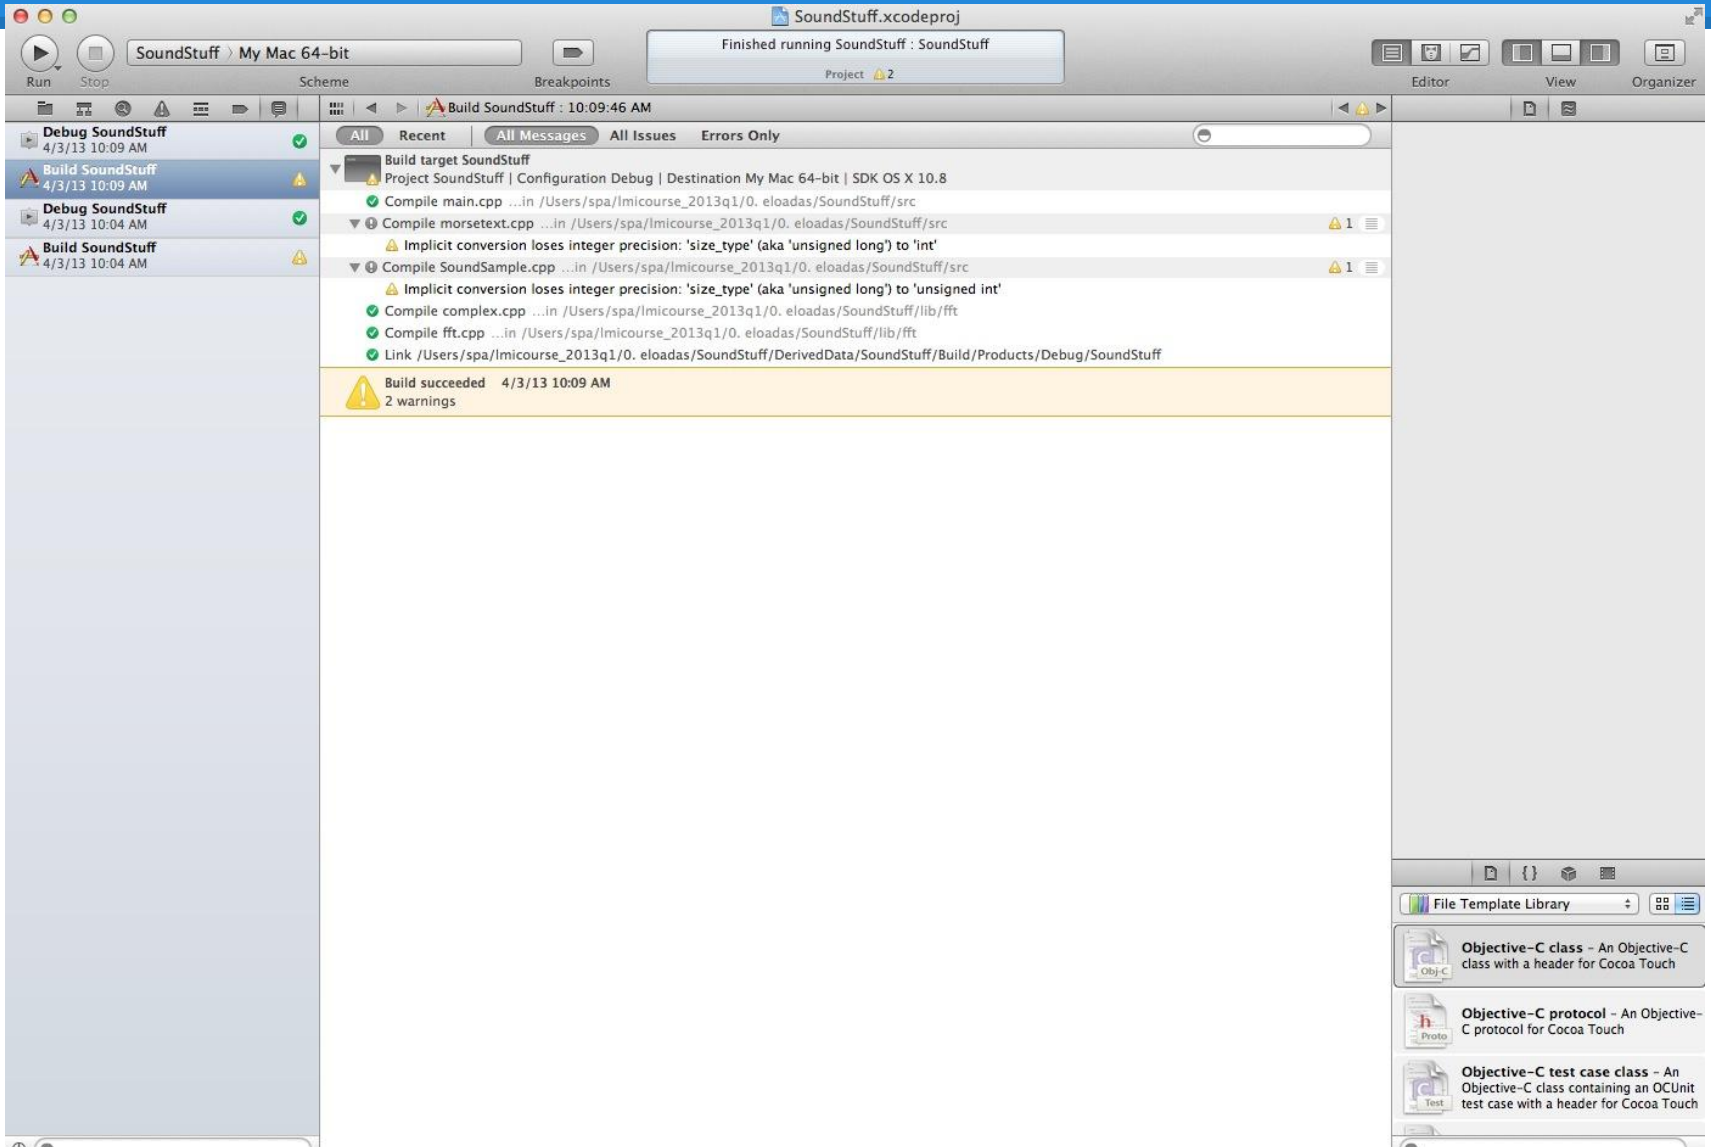 SoundStuff.xcodeproj
SoundStuff 〉 My Mac 64-bit
Finished running SoundStuff : SoundStuff
Project 2
Run Stop Scheme Breakpoints Editor View Organizer
Build SoundStuff : 10:09:46 AM
Debug SoundStuff
4/3/13 10:09 AM
Build SoundStuff
4/3/13 10:09 AM
Debug SoundStuff
4/3/13 10:04 AM
Build SoundStuff
4/3/13 10:04 AM
All Recent All Messages All Issues Errors Only
Build target SoundStuff
Project SoundStuff | Configuration Debug | Destination My Mac 64-bit | SDK OS X 10.8
Compile main.cpp ...in /Users/spa/lmicourse_2013q1/0. eloadas/SoundStuff/src
Compile morsetext.cpp ...in /Users/spa/lmicourse_2013q1/0. eloadas/SoundStuff/src 1
Implicit conversion loses integer precision: 'size_type' (aka 'unsigned long') to 'int'
Compile SoundSample.cpp ...in /Users/spa/lmicourse_2013q1/0. eloadas/SoundStuff/src 1
Implicit conversion loses integer precision: 'size_type' (aka 'unsigned long') to 'unsigned int'
Compile complex.cpp ...in /Users/spa/lmicourse_2013q1/0. eloadas/SoundStuff/lib/fft
Compile fft.cpp ...in /Users/spa/lmicourse_2013q1/0. eloadas/SoundStuff/lib/fft
Link /Users/spa/lmicourse_2013q1/0. eloadas/SoundStuff/DerivedData/SoundStuff/Build/Products/Debug/SoundStuff
Build succeeded 4/3/13 10:09 AM
2 warnings
{ }
File Template Library
Obj-C
Objective-C class - An Objective-C
class with a header for Cocoa Touch
h
Proto
Objective-C protocol - An Objective-
C protocol for Cocoa Touch
Test
Objective-C test case class - An
Objective-C class containing an OCUnit
test case with a header for Cocoa Touch